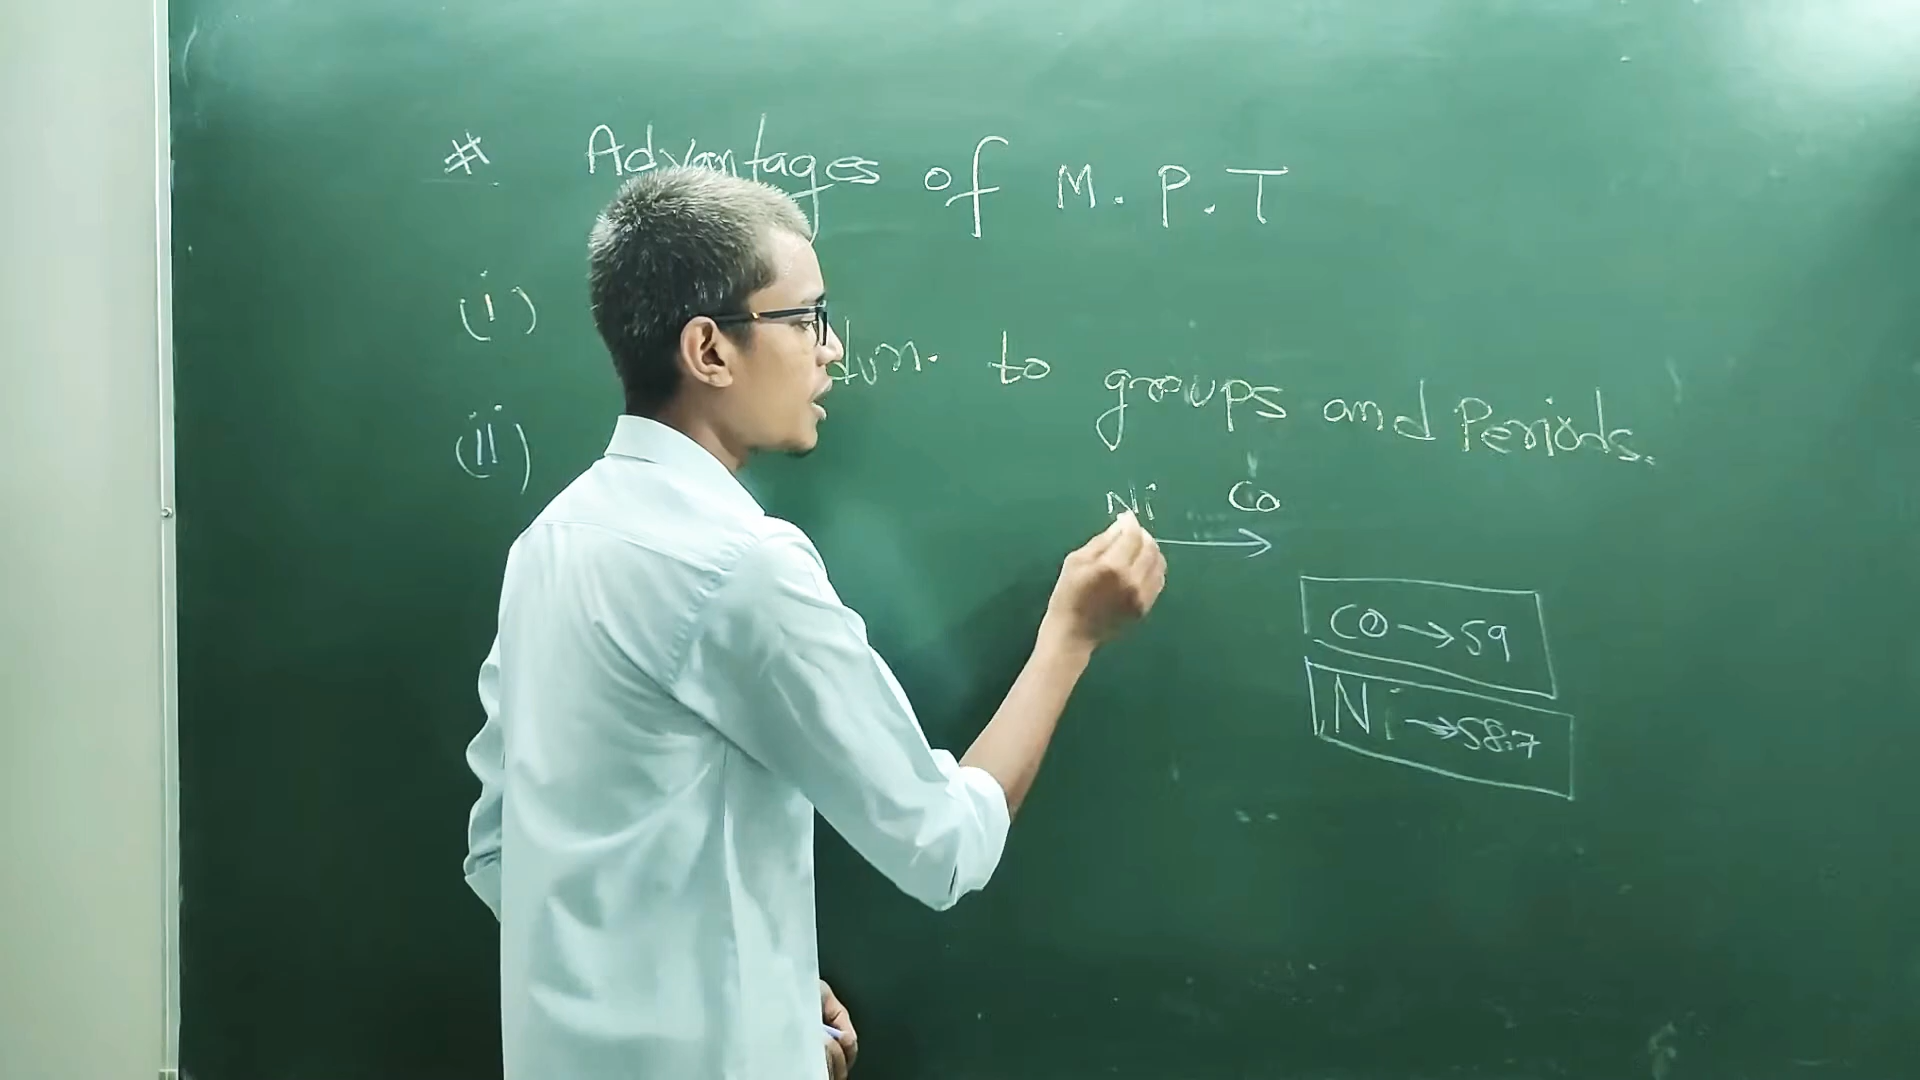 # Advantages of M.P.T
(i)
to groups and Periods.
(ii)
Ni Co
→
Co → 59
Ni → 58.7